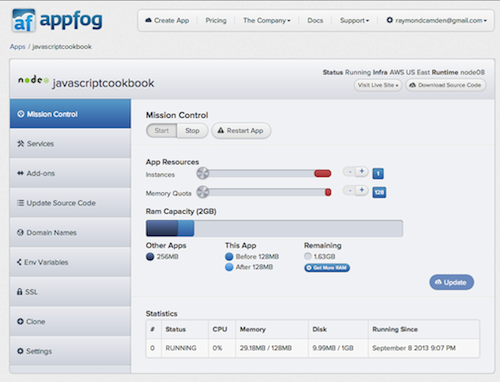 af appfog
Create App Pricing The Company Docs Support raymondcamden@gmail.com
Apps / javascriptcookbook
node javascriptcookbook
Status Running Infra AWS US East Runtime node08
Visit Live Site Download Source Code
Mission Control
Services
Add-ons
Update Source Code
Domain Names
Env Variables
SSL
Clone
Settings
Mission Control
Start Stop Restart App
App Resources
Instances - + 1
Memory Quota - + 128
Ram Capacity (2GB)
Other Apps This App Remaining
256MB Before 128MB 1.63GB
After 128MB Get More RAM
Update
Statistics
# Status CPU Memory Disk Running Since
0 RUNNING 0% 29.18MB / 128MB 9.99MB / 1GB September 8 2013 9:07 PM